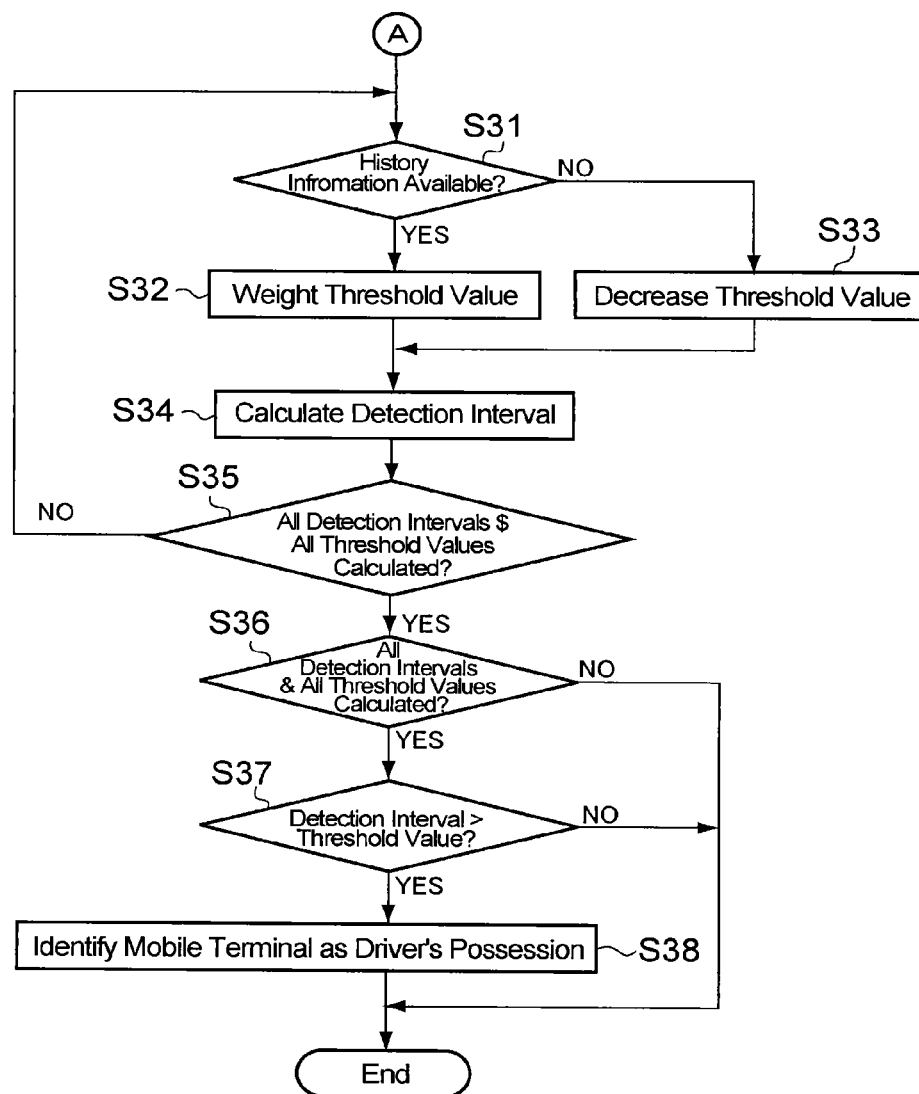 A
S31
History
Infromation Available?
NO
YES
S33
S32
Weight Threshold Value
Decrease Threshold Value
S34
Calculate Detection Interval
S35
NO
All Detection Intervals $
All Threshold Values
Calculated?
YES
S36
All
Detection Intervals
& All Threshold Values
Calculated?
NO
YES
S37
Detection Interval >
Threshold Value?
NO
YES
Identify Mobile Terminal as Driver's Possession
S38
End